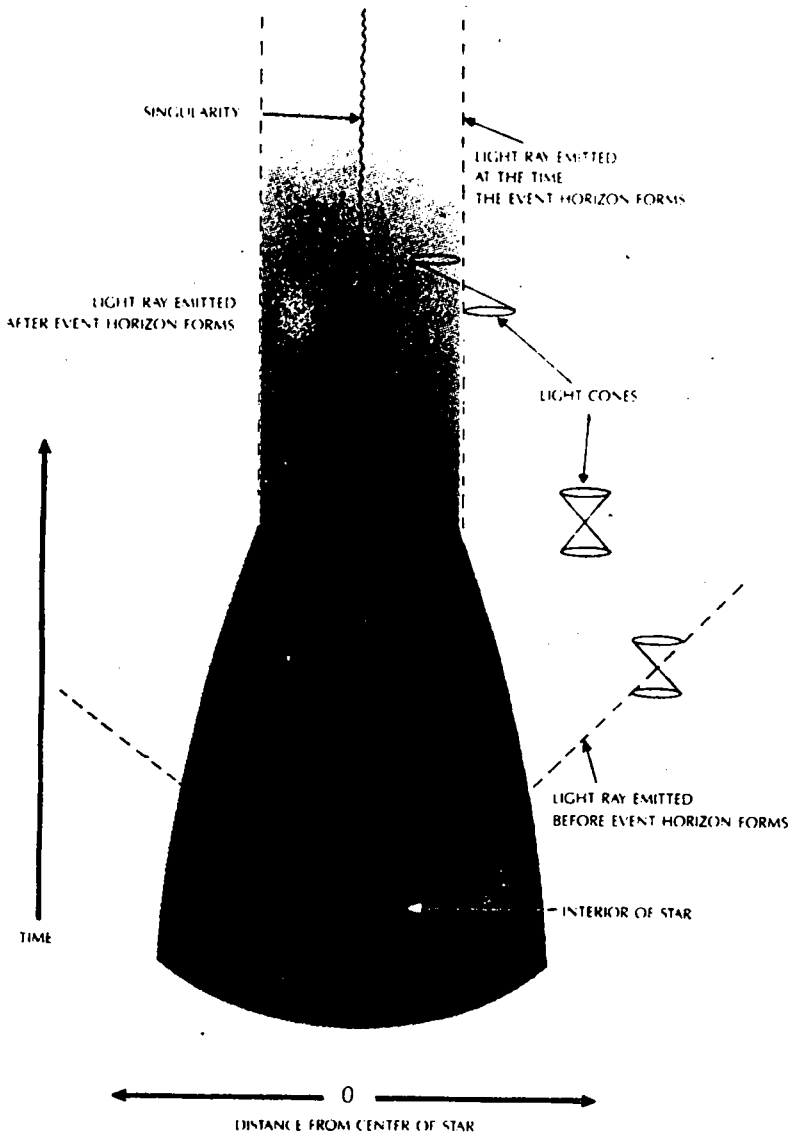 SINGULARITY
LIGHT RAY EMITTED
AT THE TIME
THE EVENT HORIZON FORMS
LIGHT RAY EMITTED
AFTER EVENT HORIZON FORMS
LIGHT CONES
LIGHT RAY EMITTED
BEFORE EVENT HORIZON FORMS
INTERIOR OF STAR
TIME
0
DISTANCE FROM CENTER OF STAR